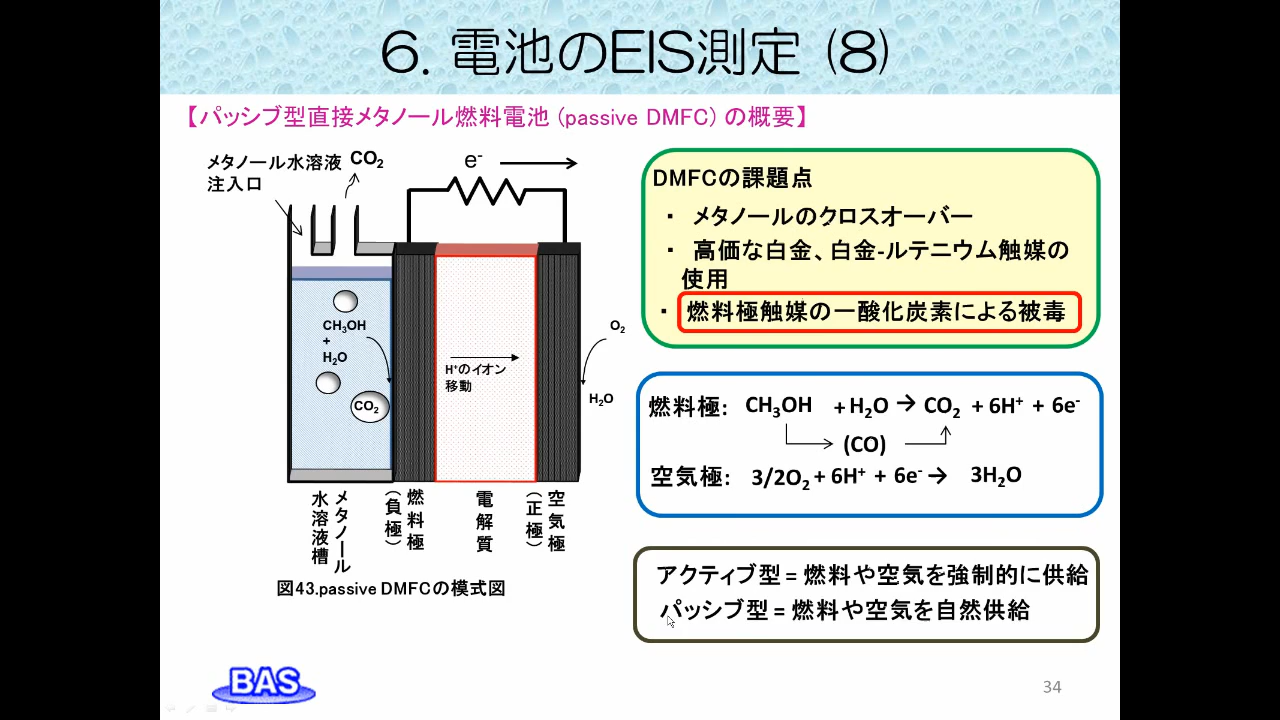 6. 電池のEIS測定 (8)
【パッシブ型直接メタノール燃料電池 (passive DMFC) の概要】
メタノール水溶液
注入口
CO2
e-
CH3OH
+
H2O
CO2
H+のイオン
移動
O2
H2O
メタノール
水溶液槽
燃料極
(負極)
電解質
空気極
(正極)
図43.passive DMFCの模式図
DMFCの課題点
・ メタノールのクロスオーバー
・ 高価な白金、白金-ルテニウム触媒の
使用
・ 燃料極触媒の一酸化炭素による被毒
燃料極: CH3OH + H2O → CO2 + 6H+ + 6e-
(CO)
空気極: 3/2O2 + 6H+ + 6e- → 3H2O
アクティブ型 = 燃料や空気を強制的に供給
パッシブ型 = 燃料や空気を自然供給
BAS
34